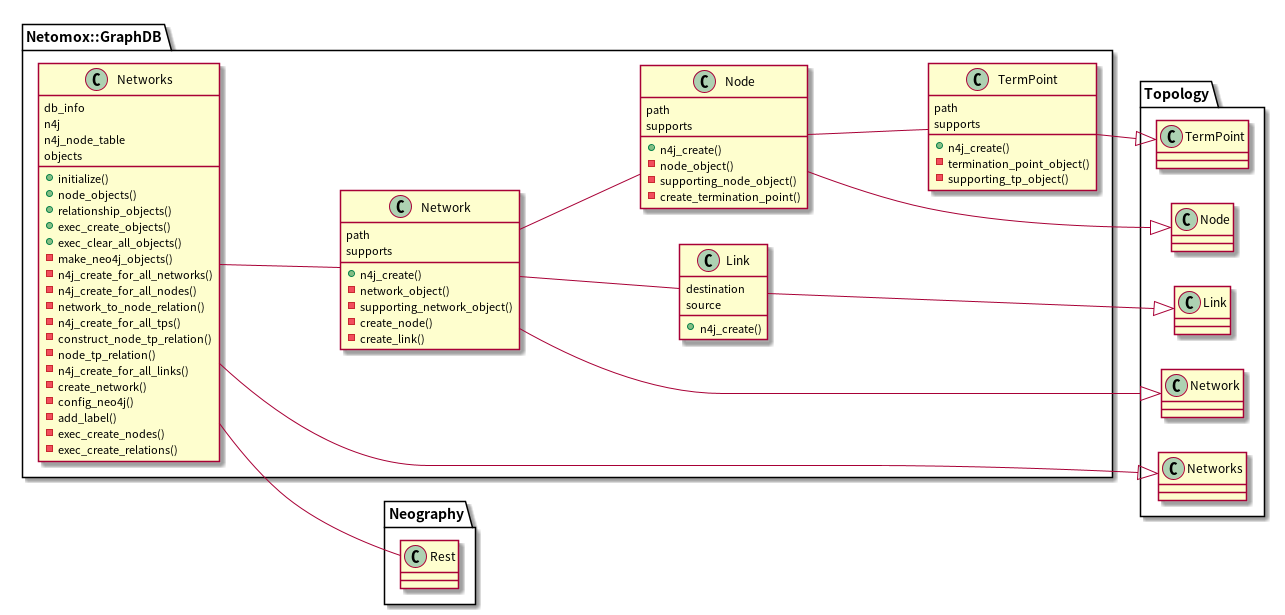 Netomox::GraphDB
C Networks
db_info
n4j
n4j_node_table
objects
initialize()
node_objects()
relationship_objects()
exec_create_objects()
exec_clear_all_objects()
make_neo4j_objects()
n4j_create_for_all_networks()
n4j_create_for_all_nodes()
network_to_node_relation()
n4j_create_for_all_tps()
construct_node_tp_relation()
node_tp_relation()
n4j_create_for_all_links()
create_network()
config_neo4j()
add_label()
exec_create_nodes()
exec_create_relations()
C Network
path
supports
n4j_create()
network_object()
supporting_network_object()
create_node()
create_link()
C Node
path
supports
n4j_create()
node_object()
supporting_node_object()
create_termination_point()
C Link
destination
source
n4j_create()
C TermPoint
path
supports
n4j_create()
termination_point_object()
supporting_tp_object()
Topology
C TermPoint
C Node
C Link
C Network
C Networks
Neography
C Rest